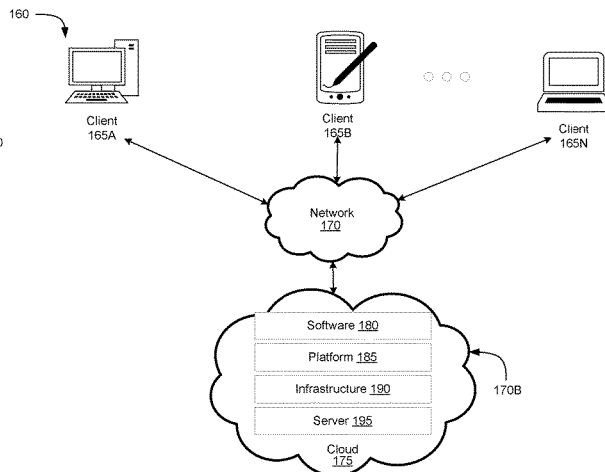 160
Client
165A
Client
165B
Client
165N
Network
170
Software 180
Platform 185
Infrastructure 190
Server 195
170B
Cloud
175